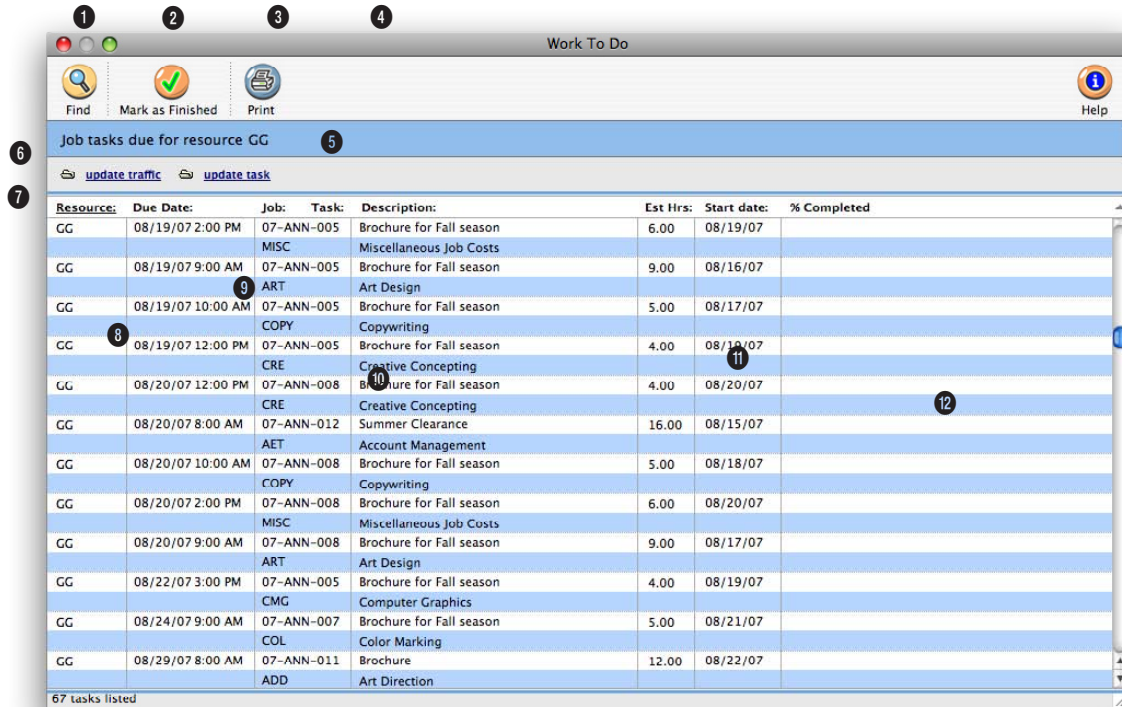 1 2 3 4
Work To Do
Find Mark as Finished Print Help
Job tasks due for resource GG 5
6
update traffic update task
7
Resource: Due Date: Job: Task: Description: Est Hrs: Start date: % Completed
GG 08/19/07 2:00 PM 07-ANN-005 Brochure for Fall season 6.00 08/19/07
MISC Miscellaneous Job Costs
GG 08/19/07 9:00 AM 07-ANN-005 Brochure for Fall season 9.00 08/16/07
9 ART Art Design
GG 08/19/07 10:00 AM 07-ANN-005 Brochure for Fall season 5.00 08/17/07
COPY Copywriting
8
GG 08/19/07 12:00 PM 07-ANN-005 Brochure for Fall season 4.00 08/19/07
11
CRE Creative Concepting
10
GG 08/20/07 12:00 PM 07-ANN-008 Brochure for Fall season 4.00 08/20/07
12
CRE Creative Concepting
GG 08/20/07 8:00 AM 07-ANN-012 Summer Clearance 16.00 08/15/07
AET Account Management
GG 08/20/07 10:00 AM 07-ANN-008 Brochure for Fall season 5.00 08/18/07
COPY Copywriting
GG 08/20/07 2:00 PM 07-ANN-008 Brochure for Fall season 6.00 08/20/07
MISC Miscellaneous Job Costs
GG 08/20/07 9:00 AM 07-ANN-008 Brochure for Fall season 9.00 08/17/07
ART Art Design
GG 08/22/07 3:00 PM 07-ANN-005 Brochure for Fall season 4.00 08/19/07
CMG Computer Graphics
GG 08/24/07 9:00 AM 07-ANN-007 Brochure for Fall season 5.00 08/21/07
COL Color Marking
GG 08/29/07 8:00 AM 07-ANN-011 Brochure 12.00 08/22/07
ADD Art Direction
67 tasks listed